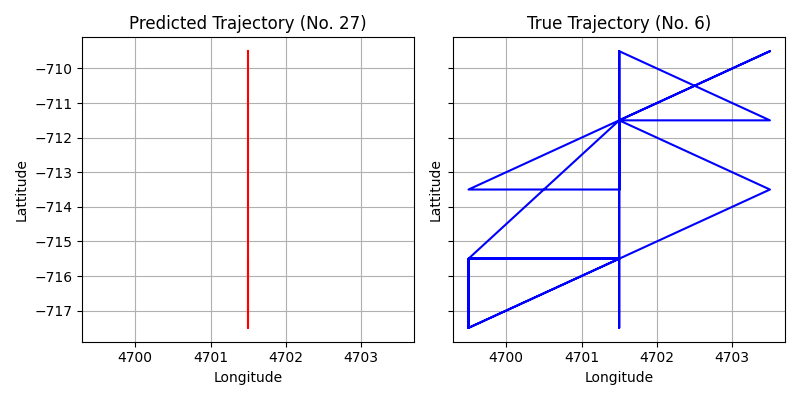 Predicted Trajectory (No. 27)
True Trajectory (No. 6)
Lattitude
−710
−711
−712
−713
−714
−715
−716
−717
4700
4701
4702
4703
Longitude
Lattitude
4700
4701
4702
4703
Longitude